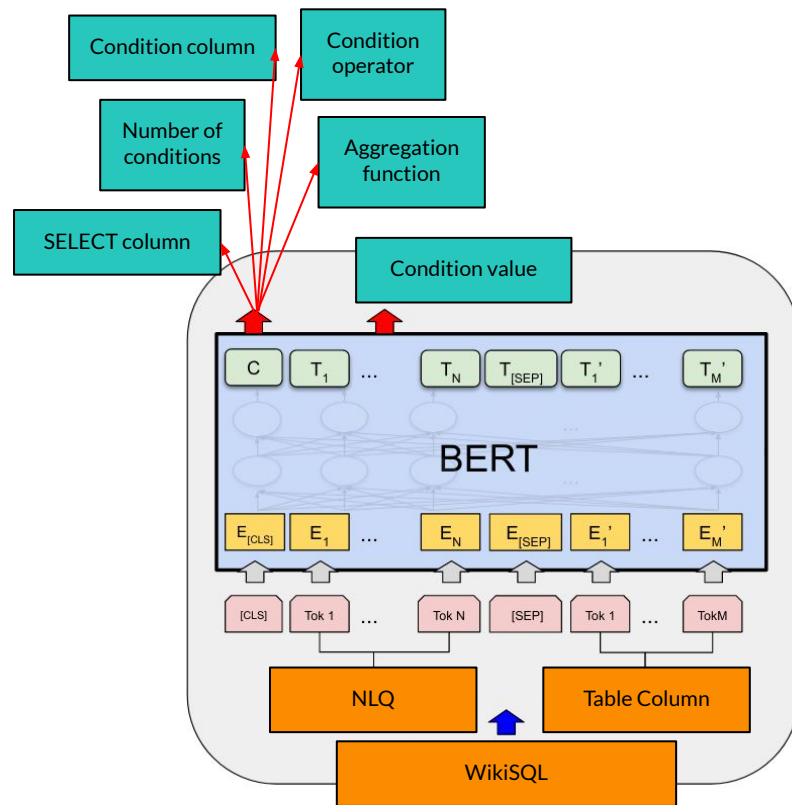 Condition column
Condition
operator
Number of
conditions
Aggregation
function
SELECT column
Condition value
C T1 ... TN T[SEP] T1' ... TM'
...
BERT
...
E[CLS] E1 ... EN E[SEP] E1' ... EM'
[CLS] Tok 1 ... Tok N [SEP] Tok 1 ... TokM
NLQ Table Column
WikiSQL